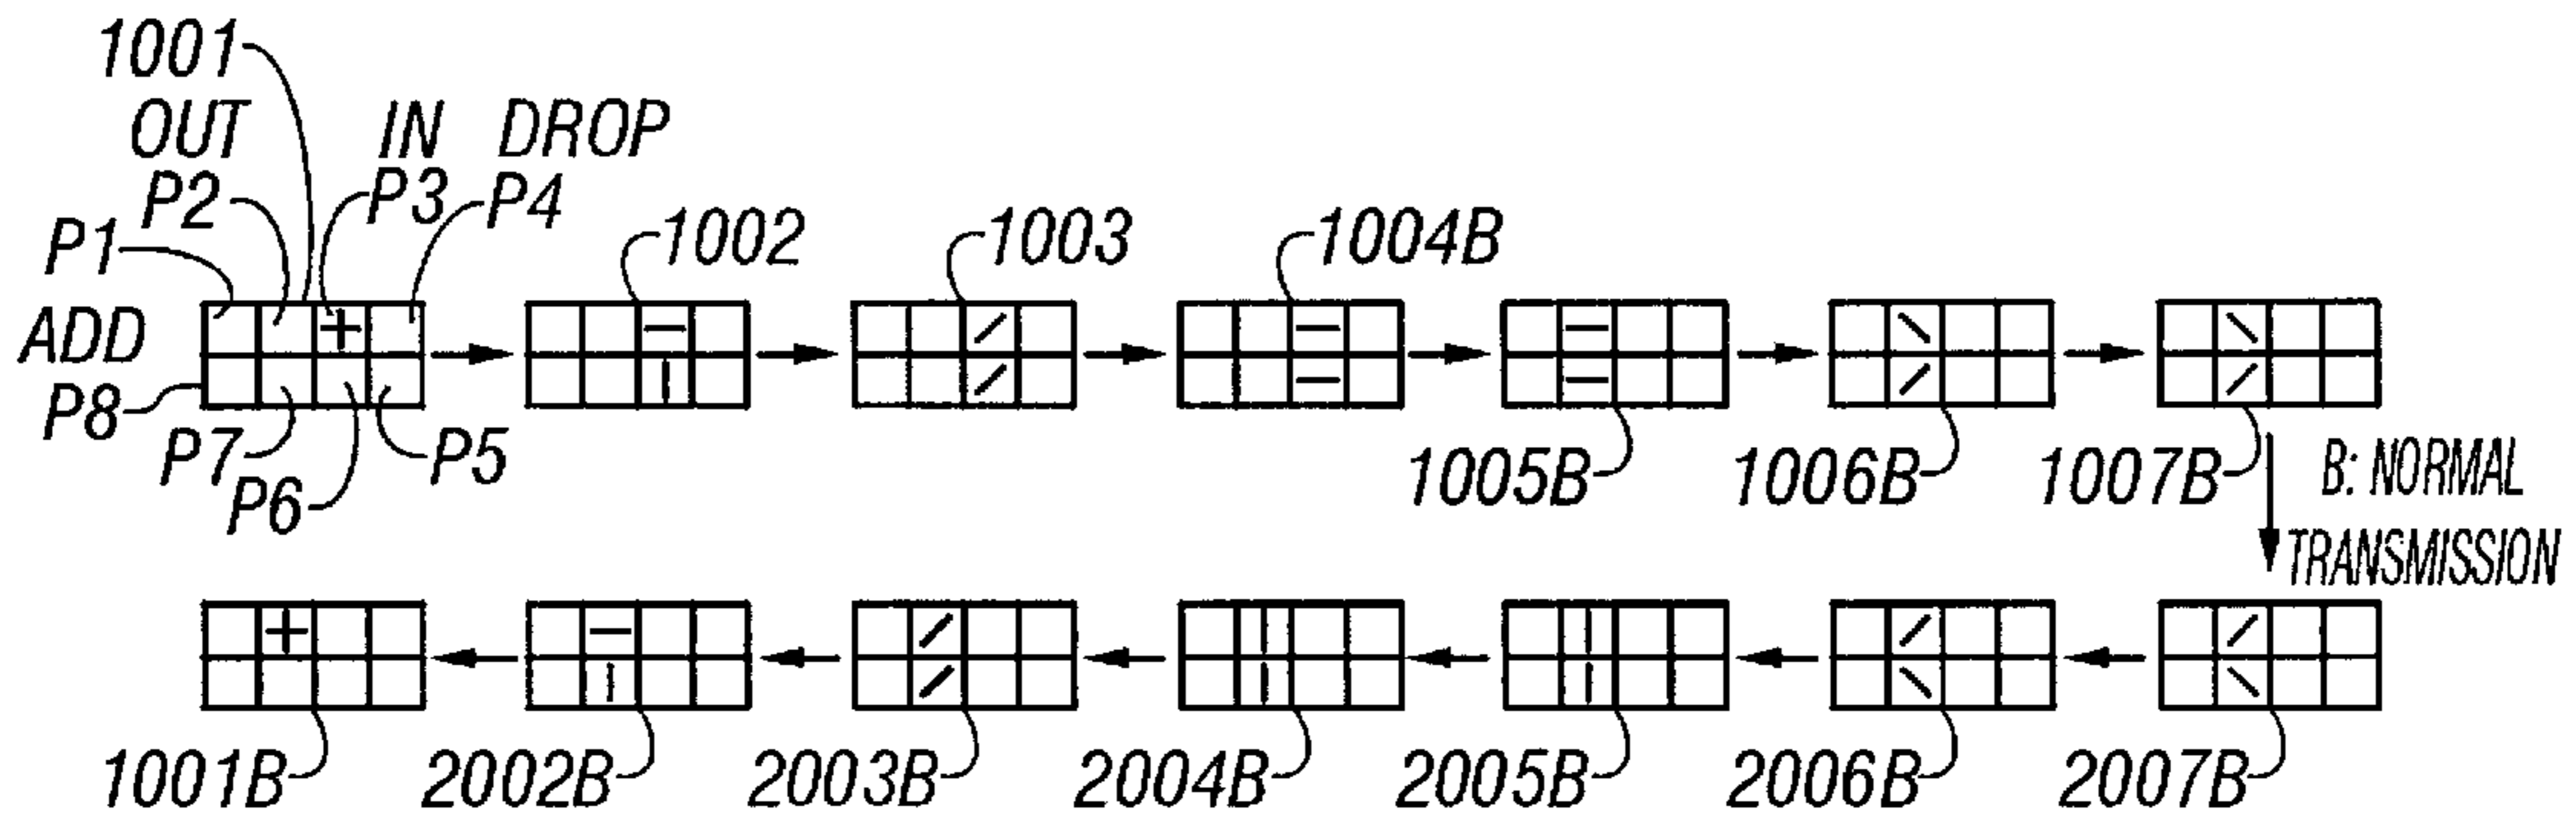 1001
OUT IN DROP
P2 P3 P4
P1 1002 1003 1004B
ADD
P8
P7 P5
P6
1005B 1006B 1007B B: NORMAL
TRANSMISSION
1001B 2002B 2003B 2004B 2005B 2006B 2007B